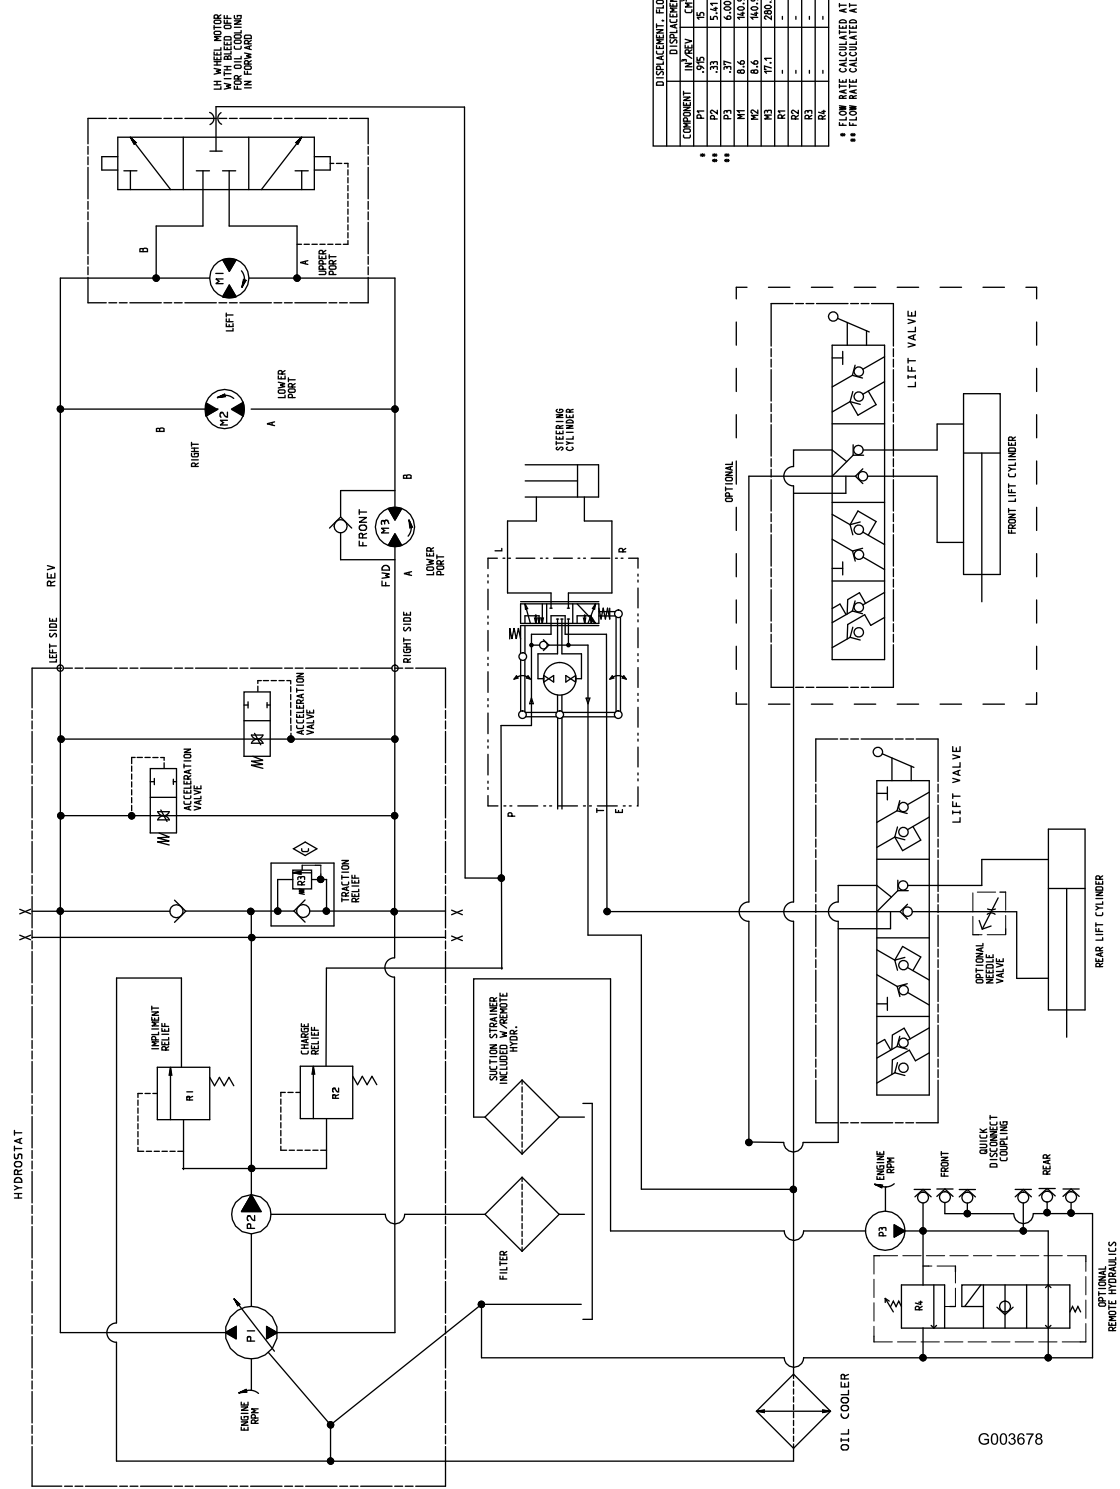 LH WHEEL MOTOR
WITH BLEED OFF
FOR OIL COOLING
IN FORWARD
B
A
UPPER
PORT
M1
LEFT
M2
B
A
LOWER
PORT
RIGHT
FRONT
M3
B
A
LOWER
PORT
REV
FWD
LEFT SIDE
RIGHT SIDE
ACCELERATION
VALVE
ACCELERATION
VALVE
C
R3
TRACTION
RELIEF
X
X
X
X
HYDROSTAT
IMPLIMENT
RELIEF
R1
CHARGE
RELIEF
R2
P2
P1
ENGINE
RPM
SUCTION STRAINER
INCLUDED W/REMOTE
HYDR.
FILTER
STEERING
CYLINDER
L
R
P
T
E
DISPLACEMENT, FLO
DISPLACEMEN
COMPONENT IN³/REV CM
* P1 .915 15
** P2 .33 5.41
** P3 .37 6.00
M1 8.6 140.9
M2 8.6 140.9
M3 17.1 280.
R1 - -
R2 - -
R3 - -
R4 - -
* FLOW RATE CALCULATED AT
** FLOW RATE CALCULATED AT
OPTIONAL
LIFT VALVE
FRONT LIFT CYLINDER
LIFT VALVE
OPTIONAL
NEEDLE
VALVE
REAR LIFT CYLINDER
ENGINE
RPM
P3
FRONT
QUICK
DISCONNECT
COUPLING
REAR
R4
OPTIONAL
REMOTE HYDRAULICS
OIL COOLER
G003678